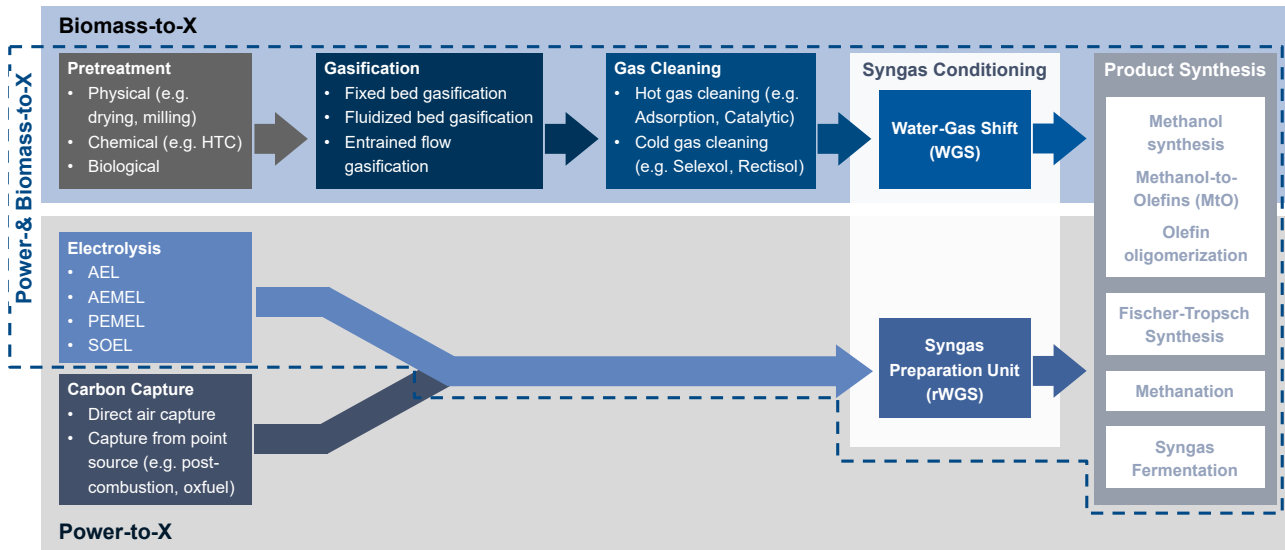 Biomass-to-X
Power-& Biomass-to-X
Pretreatment
• Physical (e.g.
drying, milling)
• Chemical (e.g. HTC)
• Biological
Gasification
• Fixed bed gasification
• Fluidized bed gasification
• Entrained flow
gasification
Gas Cleaning
• Hot gas cleaning (e.g.
Adsorption, Catalytic)
• Cold gas cleaning
(e.g. Selexol, Rectisol)
Syngas Conditioning
Water-Gas Shift
(WGS)
Product Synthesis
Methanol
synthesis
Methanol-to-
Olefins (MtO)
Olefin
oligomerization
Fischer-Tropsch
Synthesis
Methanation
Syngas
Fermentation
Electrolysis
• AEL
• AEMEL
• PEMEL
• SOEL
Syngas
Preparation Unit
(rWGS)
Carbon Capture
• Direct air capture
• Capture from point
source (e.g. post-
combustion, oxfuel)
Power-to-X